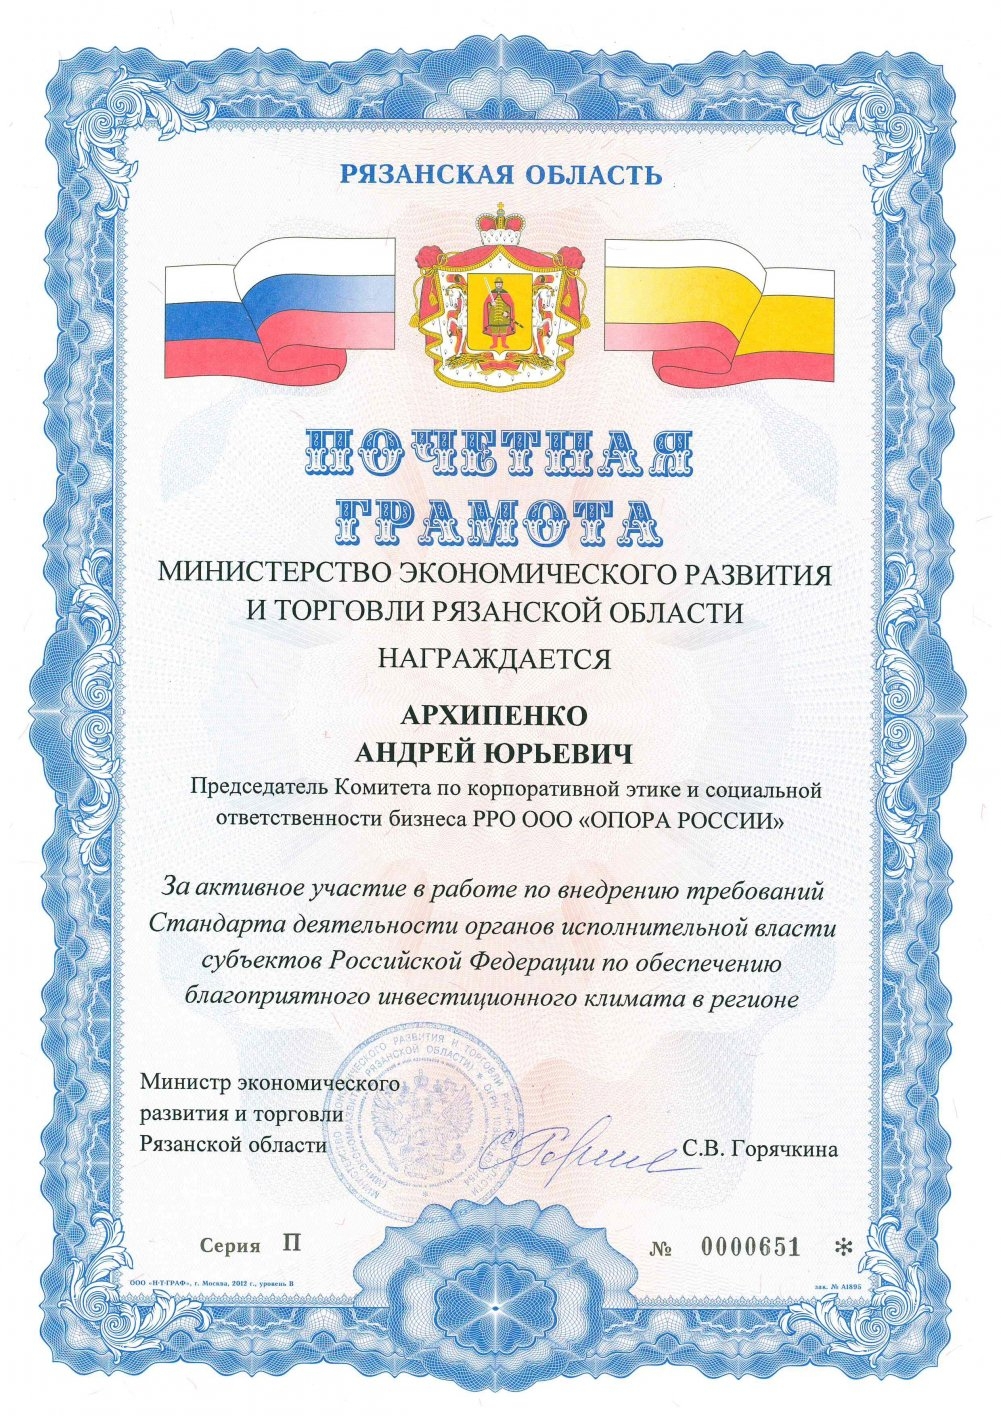 РЯЗАНСКАЯ ОБЛАСТЬ
ПОЧЕТНАЯ
ГРАМОТА
МИНИСТЕРСТВО ЭКОНОМИЧЕСКОГО РАЗВИТИЯ
И ТОРГОВЛИ РЯЗАНСКОЙ ОБЛАСТИ
НАГРАЖДАЕТСЯ
АРХИПЕНКО
АНДРЕЙ ЮРЬЕВИЧ
Председатель Комитета по корпоративной этике и социальной
ответственности бизнеса РРО ООО «ОПОРА РОССИИ»
За активное участие в работе по внедрению требований
Стандарта деятельности органов исполнительной власти
субъектов Российской Федерации по обеспечению
благоприятного инвестиционного климата в регионе
Министр экономического
развития и торговли
Рязанской области
С.В. Горячкина
Серия П
№ 0000651 *
ООО «Н-Т-ГРАФ», г. Москва, 2012 г., уровень В
зак. № А1895